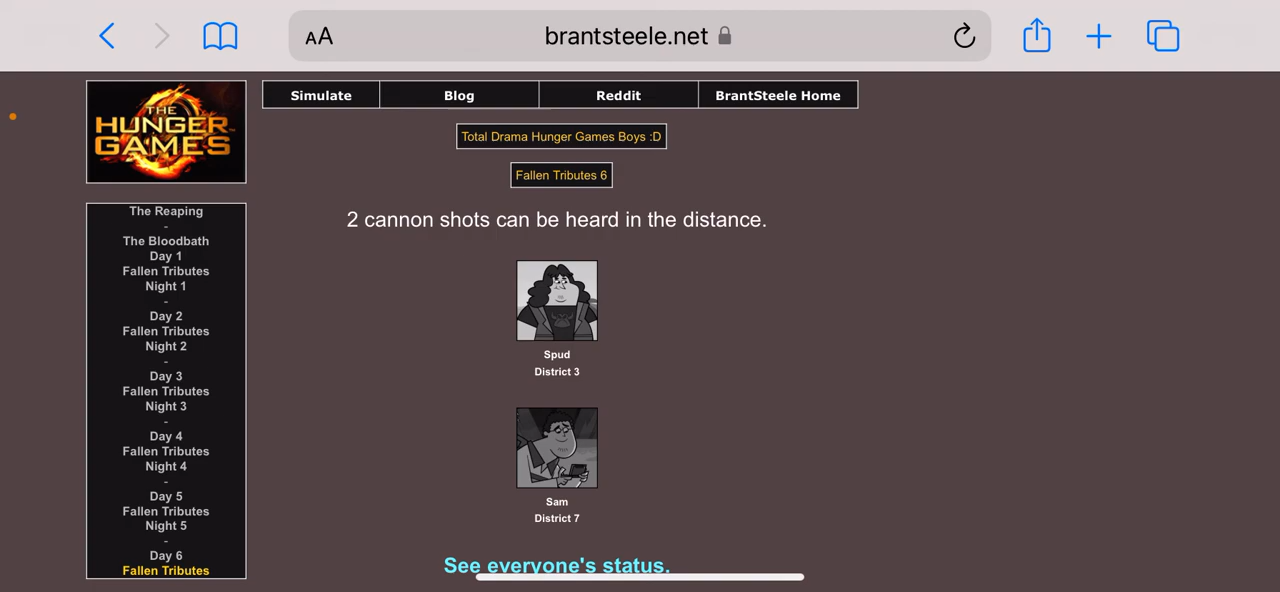 AA
brantsteele.net
THE
HUNGER
GAMES
Simulate
Blog
Reddit
BrantSteele Home
Total Drama Hunger Games Boys :D
Fallen Tributes 6
2 cannon shots can be heard in the distance.
Spud
District 3
Sam
District 7
See everyone's status.
The Reaping
-
The Bloodbath
Day 1
Fallen Tributes
Night 1
-
Day 2
Fallen Tributes
Night 2
-
Day 3
Fallen Tributes
Night 3
-
Day 4
Fallen Tributes
Night 4
-
Day 5
Fallen Tributes
Night 5
-
Day 6
Fallen Tributes